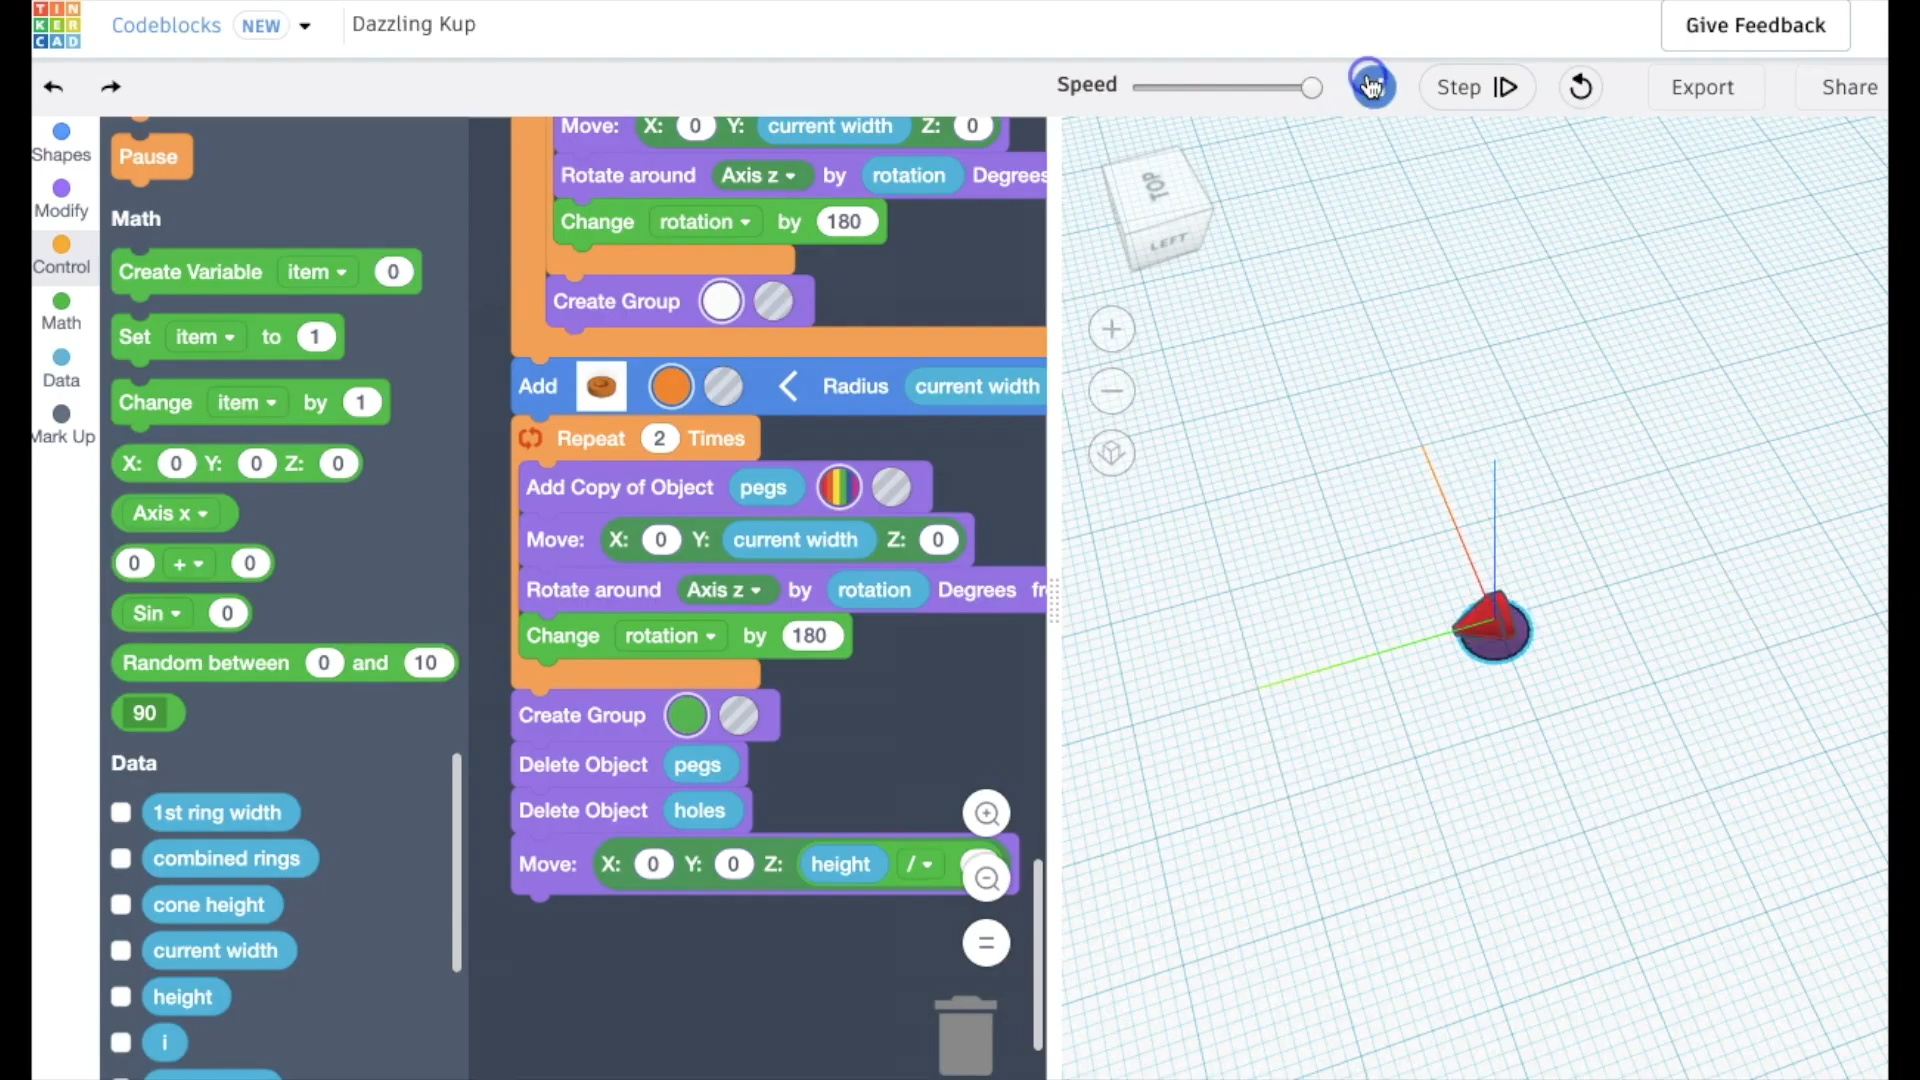 TIN
KER
CAD
Codeblocks NEW
Dazzling Kup
Give Feedback
Speed
Step
Export
Share
Shapes
Modify
Control
Math
Data
Mark Up
Pause
Math
Create Variable item 0
Set item to 1
Change item by 1
X: 0 Y: 0 Z: 0
Axis x
0 + 0
Sin 0
Random between 0 and 10
90
Data
1st ring width
combined rings
cone height
current width
height
i
Move: X: 0 Y: current width Z: 0
Rotate around Axis z by rotation Degrees
Change rotation by 180
Create Group
Add Radius current width
Repeat 2 Times
Add Copy of Object pegs
Move: X: 0 Y: current width Z: 0
Rotate around Axis z by rotation Degrees fr
Change rotation by 180
Create Group
Delete Object pegs
Delete Object holes
Move: X: 0 Y: 0 Z: height /
TOP
LEFT